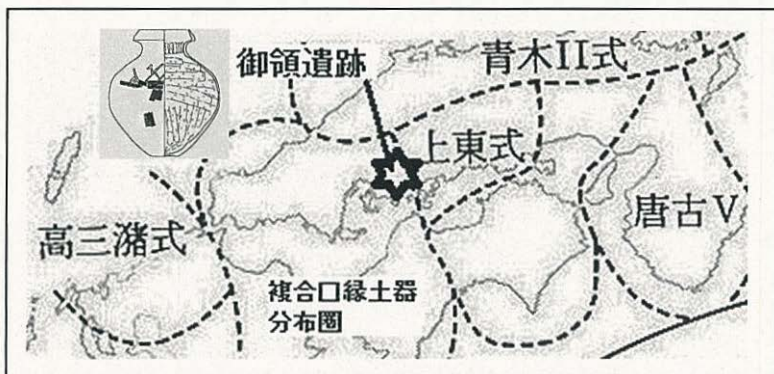 御領遺跡
青木II式
上東式
唐古V
高三潴式
複合口縁土器
分布圏